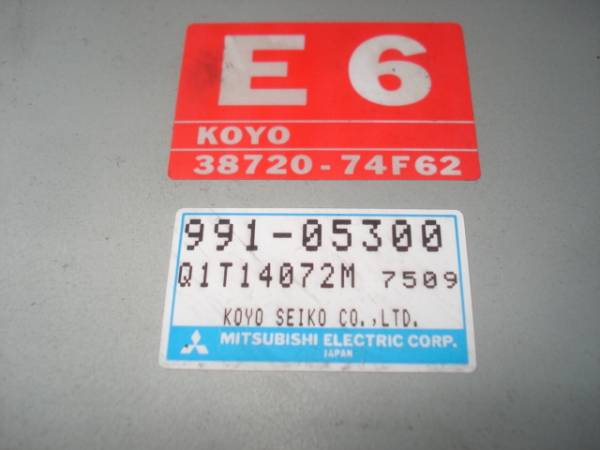 E 6
KOYO
38720-74F62
991-05300
Q1T14072M 7509
KOYO SEIKO CO.,LTD.
MITSUBISHI ELECTRIC CORP.
JAPAN